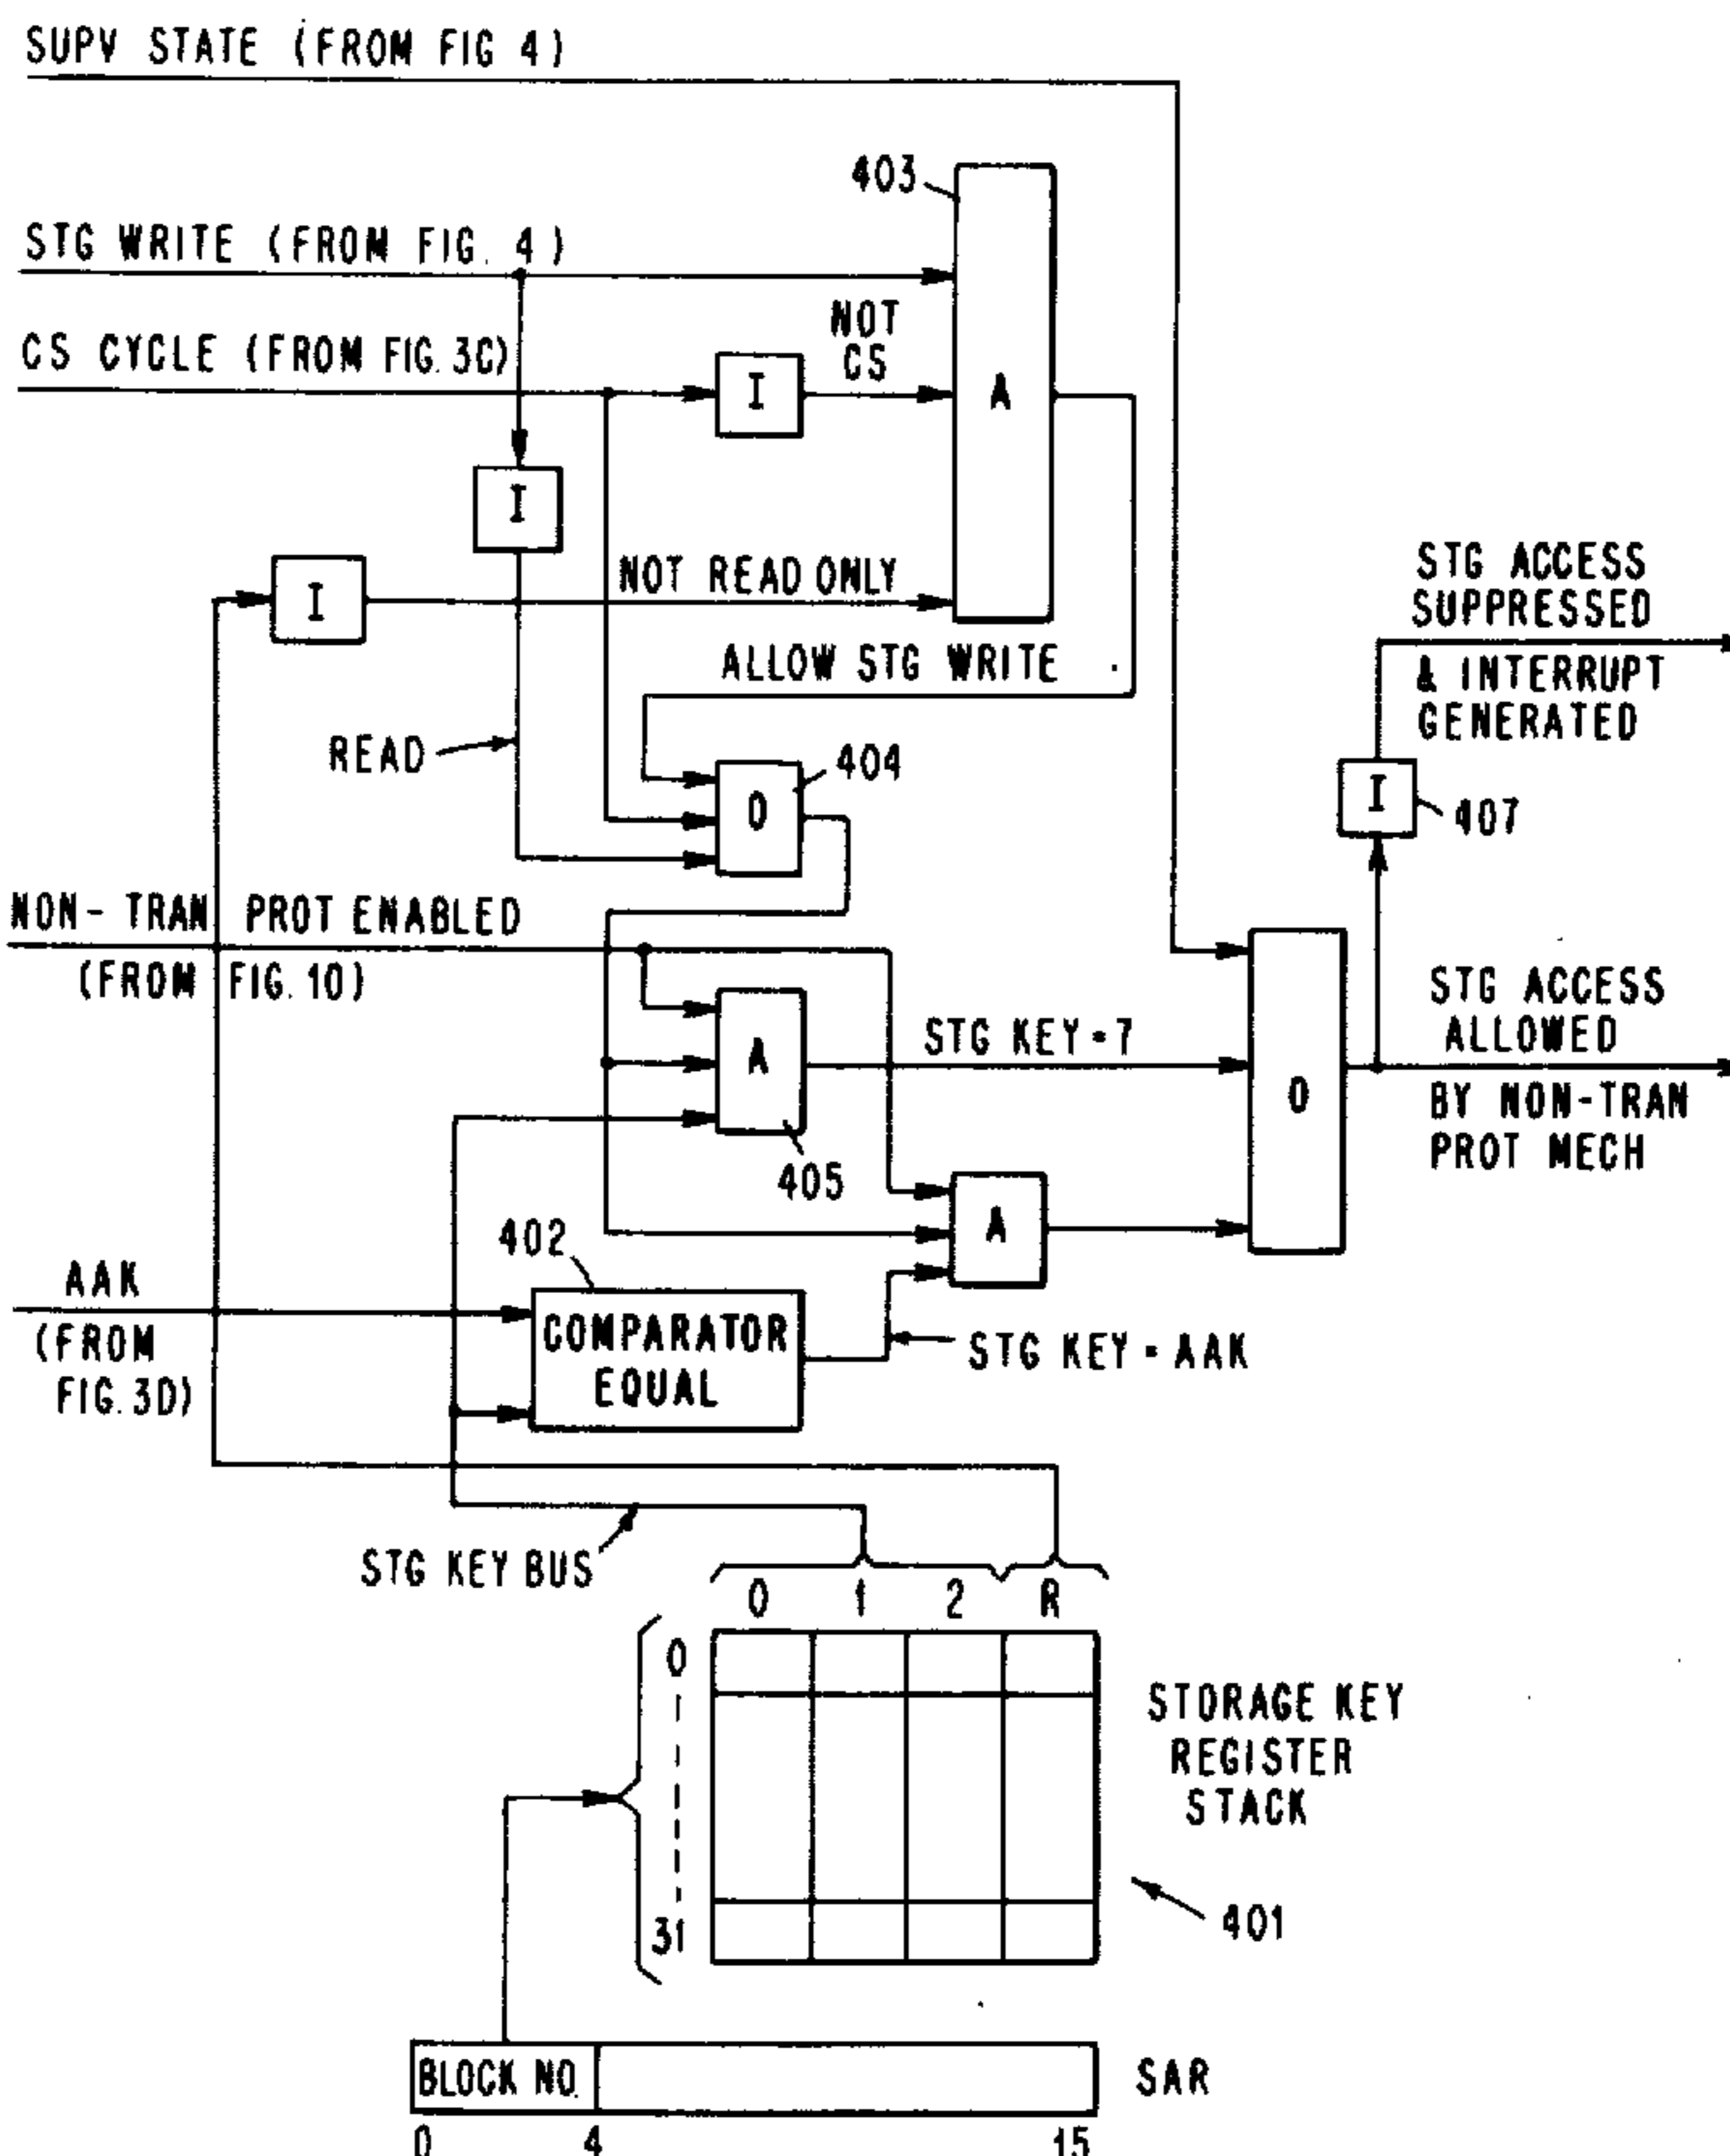 SUPV STATE (FROM FIG 4)
403
STG WRITE (FROM FIG. 4)
NOT
CS
CS CYCLE (FROM FIG. 3C)
I
A
I
I
NOT READ ONLY
STG ACCESS
SUPPRESSED
& INTERRUPT
GENERATED
ALLOW STG WRITE
READ
404
O
I
407
NON-TRAN PROT ENABLED
(FROM FIG. 10)
A
405
STG KEY=7
O
STG ACCESS
ALLOWED
BY NON-TRAN
PROT MECH
A
402
AAK
(FROM
FIG. 3D)
COMPARATOR
EQUAL
STG KEY=AAK
STG KEY BUS
0 1 2 R
0
31
STORAGE KEY
REGISTER
STACK
401
BLOCK NO.
SAR
0 4 15